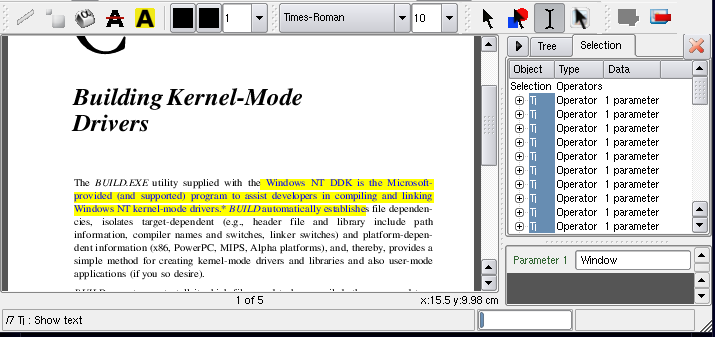 A A 1 Times-Roman 10
C
Building Kernel-Mode
Drivers
The BUILD.EXE utility supplied with the Windows NT DDK is the Microsoft-
provided (and supported) program to assist developers in compiling and linking
Windows NT kernel-mode drivers.* BUILD automatically establishes file dependen-
cies, isolates target-dependent (e.g., header file and library include path
information, compiler names and switches, linker switches) and platform-depen-
dent information (x86, PowerPC, MIPS, Alpha platforms), and, thereby, provides a
simple method for creating kernel-mode drivers and libraries and also user-mode
applications (if you so desire).
1 of 5 x:15.5 y:9.98 cm
/7 Tj : Show text
Tree Selection
Object Type Data
Selection Operators
Tj Operator 1 parameter
Tj Operator 1 parameter
Tj Operator 1 parameter
Tj Operator 1 parameter
Tj Operator 1 parameter
Tj Operator 1 parameter
Tj Operator 1 parameter
Tj Operator 1 parameter
Tj Operator 1 parameter
Tj Operator 1 parameter
Parameter 1 Window